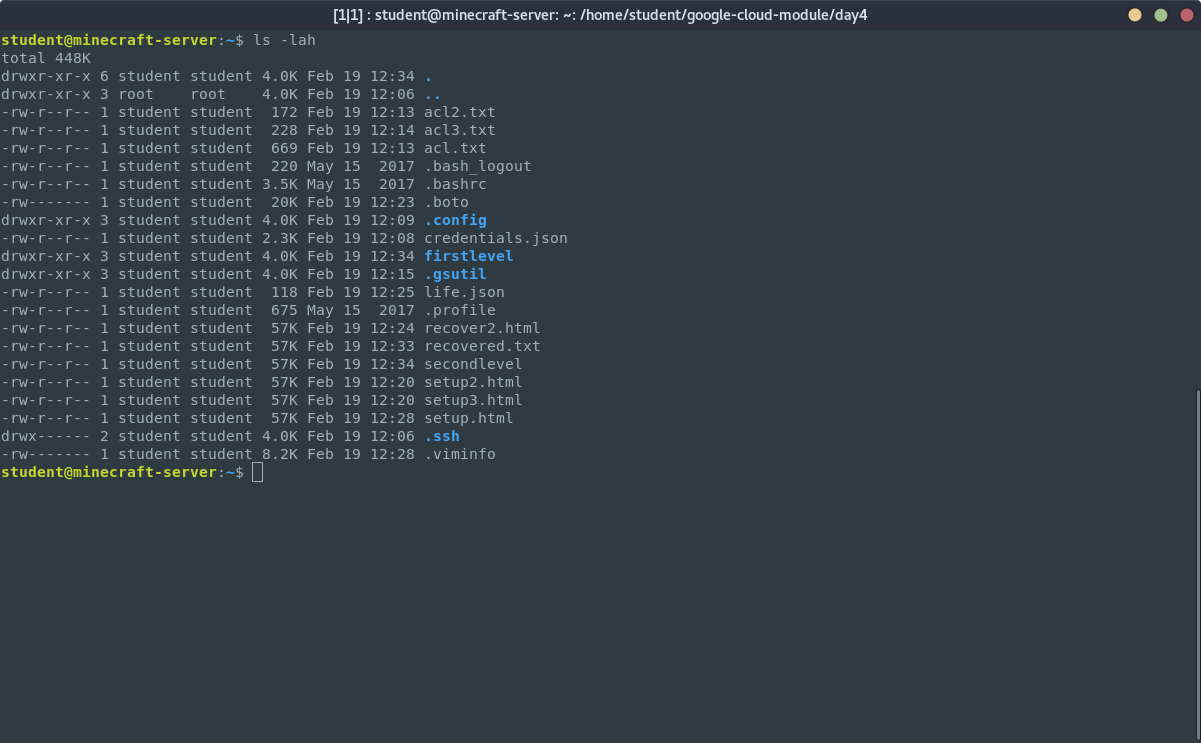 [1|1] : student@minecraft-server: ~: /home/student/google-cloud-module/day4
student@minecraft-server:~$ ls -lah
total 448K
drwxr-xr-x 6 student student 4.0K Feb 19 12:34 .
drwxr-xr-x 3 root    root    4.0K Feb 19 12:06 ..
-rw-r--r-- 1 student student  172 Feb 19 12:13 acl2.txt
-rw-r--r-- 1 student student  228 Feb 19 12:14 acl3.txt
-rw-r--r-- 1 student student  669 Feb 19 12:13 acl.txt
-rw-r--r-- 1 student student  220 May 15  2017 .bash_logout
-rw-r--r-- 1 student student 3.5K May 15  2017 .bashrc
-rw------- 1 student student  20K Feb 19 12:23 .boto
drwxr-xr-x 3 student student 4.0K Feb 19 12:09 .config
-rw-r--r-- 1 student student 2.3K Feb 19 12:08 credentials.json
drwxr-xr-x 3 student student 4.0K Feb 19 12:34 firstlevel
drwxr-xr-x 3 student student 4.0K Feb 19 12:15 .gsutil
-rw-r--r-- 1 student student  118 Feb 19 12:25 life.json
-rw-r--r-- 1 student student  675 May 15  2017 .profile
-rw-r--r-- 1 student student  57K Feb 19 12:24 recover2.html
-rw-r--r-- 1 student student  57K Feb 19 12:33 recovered.txt
-rw-r--r-- 1 student student  57K Feb 19 12:34 secondlevel
-rw-r--r-- 1 student student  57K Feb 19 12:20 setup2.html
-rw-r--r-- 1 student student  57K Feb 19 12:20 setup3.html
-rw-r--r-- 1 student student  57K Feb 19 12:28 setup.html
drwx------ 2 student student 4.0K Feb 19 12:06 .ssh
-rw------- 1 student student 8.2K Feb 19 12:28 .viminfo
student@minecraft-server:~$